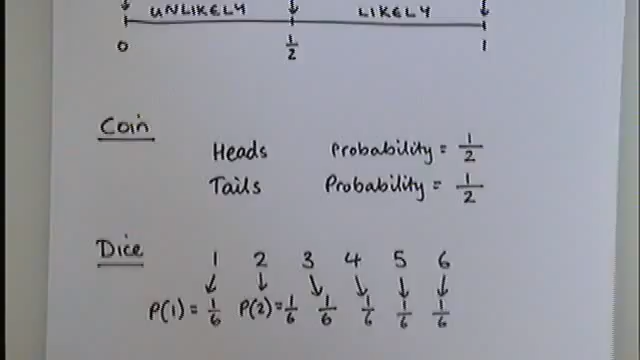 UNLIKELY LIKELY
0 1/2 1
Coin
Heads Probability = 1/2
Tails Probability = 1/2
Dice 1 2 3 4 5 6
P(1) = 1/6 P(2) = 1/6 1/6 1/6 1/6 1/6